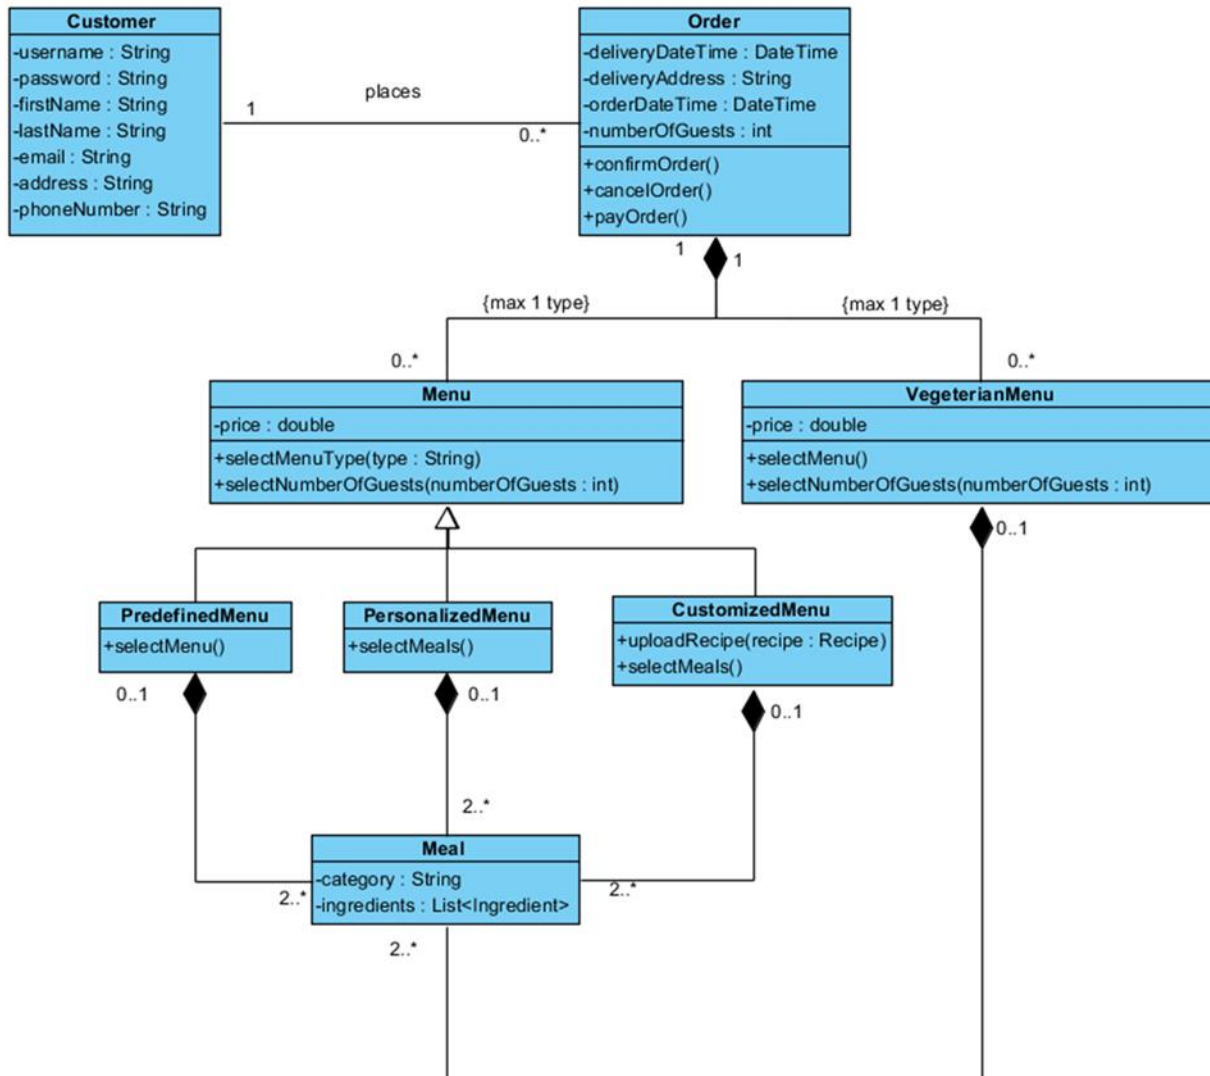 Customer
-username : String
-password : String
-firstName : String
-lastName : String
-email : String
-address : String
-phoneNumber : String
1
places
0..*
Order
-deliveryDateTime : DateTime
-deliveryAddress : String
-orderDateTime : DateTime
-numberOfGuests : int
+confirmOrder()
+cancelOrder()
+payOrder()
1
1
{max 1 type}
{max 1 type}
0..*
0..*
Menu
-price : double
+selectMenuType(type : String)
+selectNumberOfGuests(numberOfGuests : int)
VegeterianMenu
-price : double
+selectMenu()
+selectNumberOfGuests(numberOfGuests : int)
0..1
PredefinedMenu
+selectMenu()
0..1
PersonalizedMenu
+selectMeals()
0..1
CustomizedMenu
+uploadRecipe(recipe : Recipe)
+selectMeals()
0..1
2..*
Meal
-category : String
-ingredients : List<Ingredient>
2..*
2..*
2..*